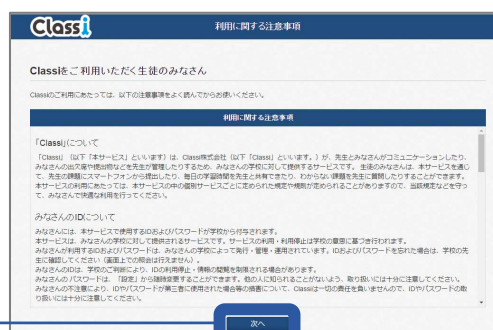 Classi
利用に関する注意事項
Classiをご利用いただく生徒のみなさん
Classiのご利用にあたっては、以下の注意事項をよく読んでからお使いください。
利用に関する注意事項
「Classi」について
「Classi」（以下「本サービス」といいます）は、Classi株式会社（以下「Classi」といいます。）が、先生とみなさんがコミュニケーションしたり、
みなさんの出欠席や提出物などを先生が管理したりするため、みなさんの学校に対して提供するサービスです。生徒のみなさんは、本サービスを通じ
て、先生の課題にスマートフォンから提出したり、毎日の学習時間を先生と共有できたり、わからない課題を先生に質問したりすることができます。
本サービスの利用にあたっては、本サービスの中の個別サービスごとに定められた規定や規則が定められることがありますので、当該規定などを守っ
て、みなさんで快適な利用を行ってください。
みなさんのIDについて
みなさんには、本サービスで使用するIDおよびパスワードが学校から付与されます。
本サービスは、みなさんの学校に対して提供されるサービスです。サービスの利用・利用停止は学校の意思に基づき行われます。
みなさんが利用するIDおよびパスワードは、みなさんの学校によって発行・管理・運用されています。IDおよびパスワードを忘れた場合は、学校の先
生に確認してください（画面上での照会は行えません）。
みなさんのIDは、学校のご判断により、IDの利用停止・情報の閲覧を制限される場合があります。
みなさんの パスワードは、「設定」から随時変更することができます。他の人に知られることがないよう、取り扱いには十分に注意してください。
みなさんの不注意により、IDやパスワードが第三者に使用された場合等の損害について、Classiは一切の責任を負いませんので、IDやパスワードの取
り扱いには十分に注意してください。
次へ